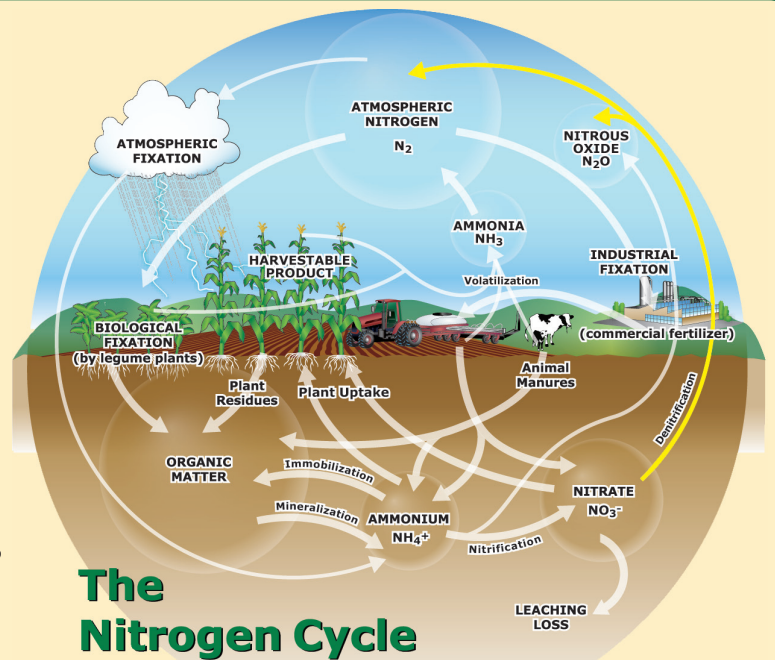 ATMOSPHERIC
NITROGEN
N₂
NITROUS
OXIDE
N₂O
ATMOSPHERIC
FIXATION
AMMONIA
NH₃
HARVESTABLE
PRODUCT
Volatilization
INDUSTRIAL
FIXATION
(commercial fertilizer)
BIOLOGICAL
FIXATION
(by legume plants)
Plant
Residues
Plant Uptake
Animal
Manures
Denitrification
ORGANIC
MATTER
Immobilization
Mineralization
AMMONIUM
NH₄⁺
Nitrification
NITRATE
NO₃⁻
LEACHING
LOSS
The
Nitrogen Cycle